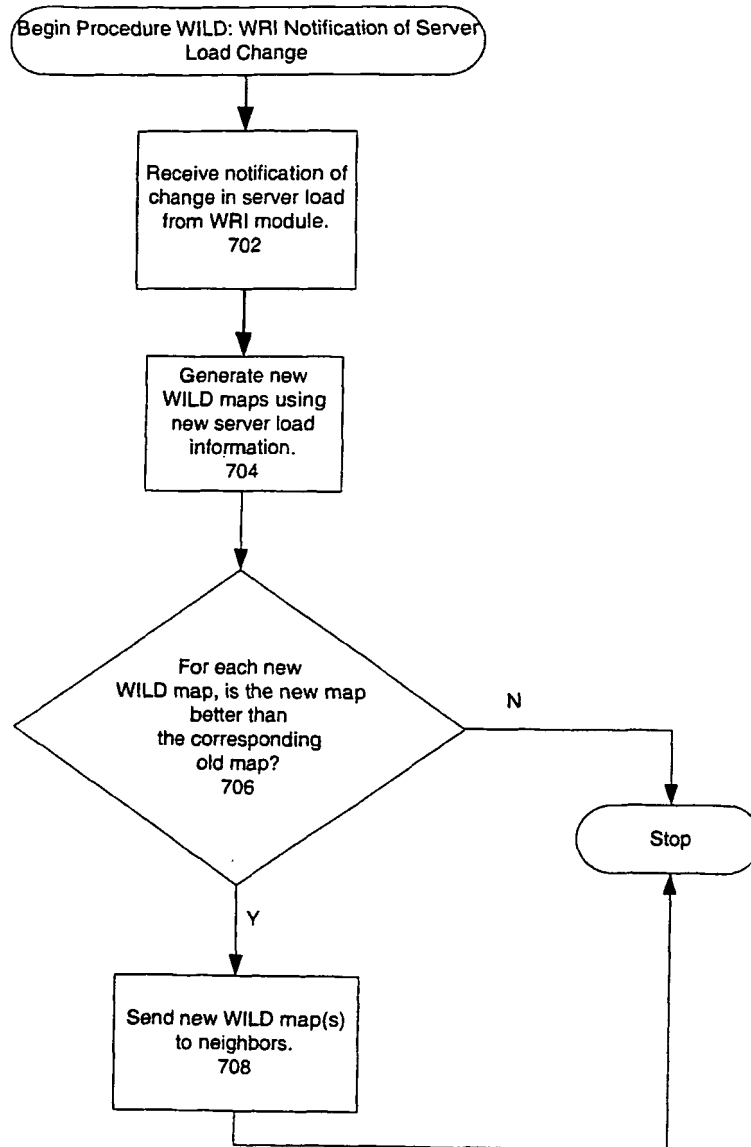 Begin Procedure WILD: WRI Notification of Server
Load Change
Receive notification of
change in server load
from WRI module.
702
Generate new
WILD maps using
new server load
information.
704
For each new
WILD map, is the new map
better than
the corresponding
old map?
706
N
Stop
Y
Send new WILD map(s)
to neighbors.
708